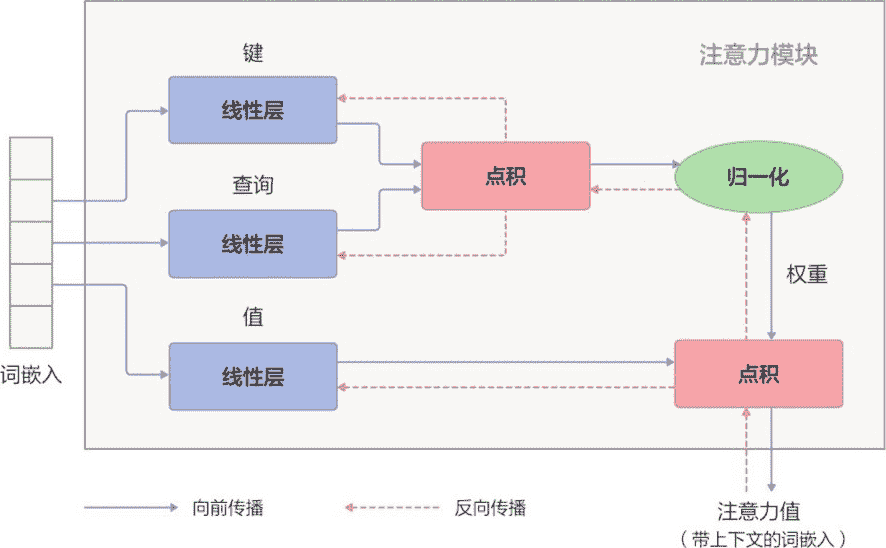 注意力模块
键
线性层
查询
线性层
点积
归一化
权重
值
线性层
点积
词嵌入
向前传播
反向传播
注意力值
（带上下文的词嵌入）